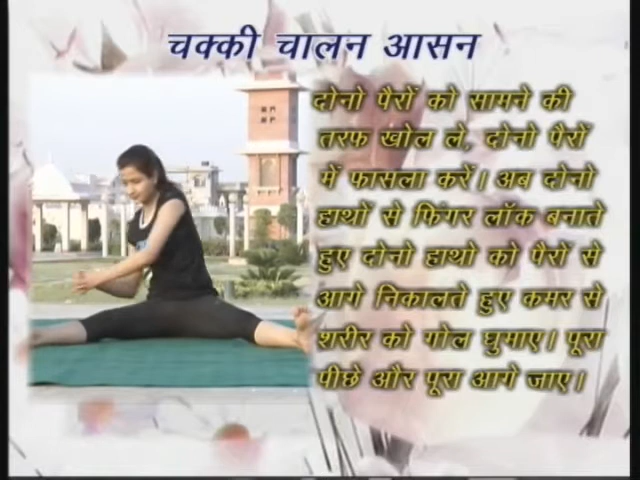 चक्की चालन आसन
दोनो पैरों को सामने की
तरफ खोल ले, दोनो पैरों
में फासला करें। अब दोनो
हाथों से फिंगर लॉक बनाते
हुए दोनो हाथो को पैरों से
आगे निकालते हुए कमर से
शरीर को गोल घुमाए। पूरा
पीछे और पूरा आगे जाए।